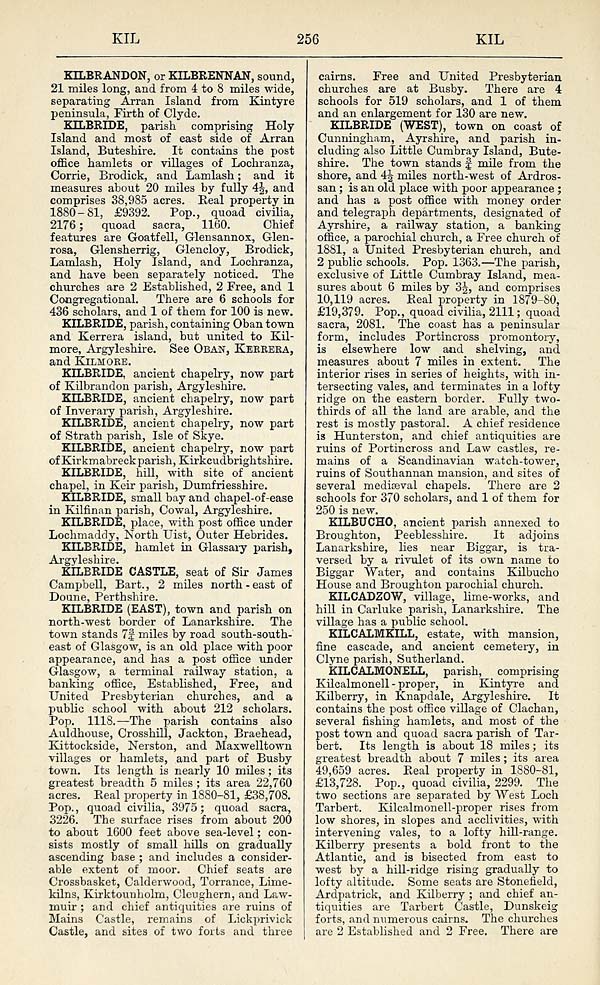 KIL 256 KIL
KILBRANDON, or KILBRENNAN, sound,
21 miles long, and from 4 to 8 miles wide,
separating Arran Island from Kintyre
peninsula, Firth of Clyde.
KILBRIDE, parish comprising Holy
Island and most of east side of Arran
Island, Buteshire. It contains the post
office hamlets or villages of Lochranza,
Corrie, Brodick, and Lamlash; and it
measures about 20 miles by fully 4½, and
comprises 38,985 acres. Real property in
1880-81, £9392. Pop., quoad civilia,
2176; quoad sacra, 1160. Chief
features are Goatfell, Glensannox, Glen-
rosa, Glensherrig, Glencloy, Brodick,
Lamlash, Holy Island, and Lochranza,
and have been separately noticed. The
churches are 2 Established, 2 Free, and 1
Congregational. There are 6 schools for
436 scholars, and 1 of them for 100 is new.
KILBRIDE, parish, containing Oban town
and Kerrera island, but united to Kil-
more, Argyleshire. See OBAN, KERRERA,
and KILMORE.
KILBRIDE, ancient chapelry, now part
of Kilbrandon parish, Argyleshire.
KILBRIDE, ancient chapelry, now part
of Inverary parish, Argyleshire.
KILBRIDE, ancient chapelry, now part
of Strath parish, Isle of Skye.
KILBRIDE, ancient chapelry, now part
of Kirkmabreck parish, Kirkcudbrightshire.
KILBRIDE, hill, with site of ancient
chapel, in Keir parish, Dumfriesshire.
KILBRIDE, small bay and chapel-of-ease
in Kilfinan parish, Cowal, Argyleshire.
KILBRIDE, place, with post office under
Lochmaddy, North Uist, Outer Hebrides.
KILBRIDE, hamlet in Glassary parish,
Argyleshire.
KILBRIDE CASTLE, seat of Sir James
Campbell, Bart., 2 miles north-east of
Doune, Perthshire.
KILBRIDE (EAST), town and parish on
north-west border of Lanarkshire. The
town stands 7¾ miles by road south-south-
east of Glasgow, is an old place with poor
appearance, and has a post office under
Glasgow, a terminal railway station, a
banking office, Established, Free, and
United Presbyterian churches, and a
public school with about 212 scholars.
Pop. 1118.—The parish contains also
Auldhouse, Crosshill, Jackton, Braehead,
Kittockside, Nerston, and Maxwelltown
villages or hamlets, and part of Busby
town. Its length is nearly 10 miles; its
greatest breadth 5 miles; its area 22,760
acres. Real property in 1880-81, £38,708.
Pop., quoad civilia, 3975; quoad sacra,
3226. The surface rises from about 200
to about 1600 feet above sea-level; con-
sists mostly of small hills on gradually
ascending base; and includes a consider-
able extent of moor. Chief seats are
Crossbasket, Calderwood, Torrance, Lime-
kilns, Kirktounholm, Cleughern, and Law-
muir; and chief antiquities are ruins of
Mains Castle, remains of Lickprivick
Castle, and sites of two forts and three
cairns. Free and United Presbyterian
churches are at Busby. There are 4
schools for 519 scholars, and 1 of them
and an enlargement for 130 are new.
KILBRIDE (WEST), town on coast of
Cunningham, Ayrshire, and parish in-
cluding also Little Cumbray Island, Bute-
shire. The town stands ¾ mile from the
shore, and 4½ miles north-west of Ardros-
san; is an old place with poor appearance;
and has a post office with money order
and telegraph departments, designated of
Ayrshire, a railway station, a banking
office, a parochial church, a Free church of
1881, a United Presbyterian church, and
2 public schools. Pop. 1363.—The parish,
exclusive of Little Cumbray Island, mea-
sures about 6 miles by 3½, and comprises
10,119 acres. Real property in 1879-80,
£19,379. Pop., quoad civilia, 2111; quoad
sacra, 2081. The coast has a peninsular
form, includes Portincross promontory,
is elsewhere low and shelving, and
measures about 7 miles in extent. The
interior rises in series of heights, with in-
tersecting vales, and terminates in a lofty
ridge on the eastern border. Fully two-
thirds of all the land are arable, and the
rest is mostly pastoral. A chief residence
is Hunterston, and chief antiquities are
ruins of Portincross and Law castles, re-
mains of a Scandinavian watch-tower,
ruins of Southannan mansion, and sites of
several mediæval chapels. There are 2
schools for 370 scholars, and 1 of them for
250 is new.
KILBUCHO, ancient parish annexed to
Broughton, Peeblesshire. It adjoins
Lanarkshire, lies near Biggar, is tra-
versed by a rivulet of its own name to
Biggar Water, and contains Kilbucho
House and Broughton parochial church.
KILCADZOW, village, lime-works, and
hill in Carluke parish, Lanarkshire. The
village has a public school.
KILCALMKILL, estate, with mansion,
fine cascade, and ancient cemetery, in
Clyne parish, Sutherland.
KILCALMONELL, parish, comprising
Kilcalmonell-proper, in Kintyre and
Kilberry, in Knapdale, Argyleshire. It
contains the post office village of Clachan,
several fishing hamlets, and most of the
post town and quoad sacra parish of Tar-
bert. Its length is about 18 miles; its
greatest breadth about 7 miles; its area
49,659 acres. Real property in 1880-81,
£13,728. Pop., quoad civilia, 2299. The
two sections are separated by West Loch
Tarbert. Kilcalmonell-proper rises from
low shores, in slopes and acclivities, with
intervening vales, to a lofty hill-range.
Kilberry presents a bold front to the
Atlantic, and is bisected from east to
west by a hill-ridge rising gradually to
lofty altitude. Some seats are Stonefield,
Ardpatrick, and Kilberry; and chief an-
tiquities are Tarbert Castle, Dunskeig
forts, and numerous cairns. The churches
are 2 Established and 2 Free. There are